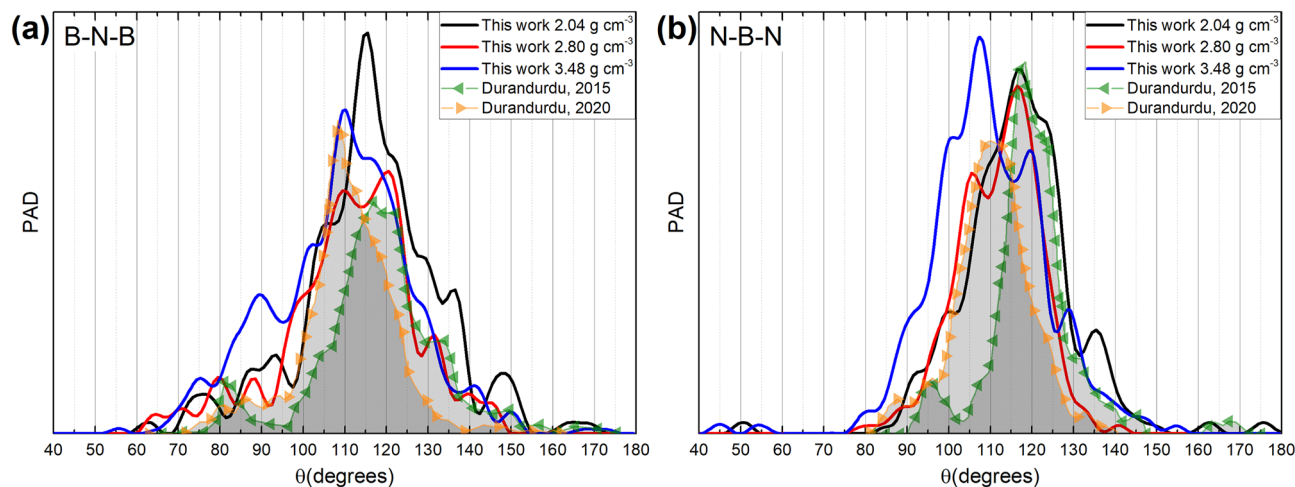 (a) B-N-B
This work 2.04 g cm⁻³
This work 2.80 g cm⁻³
This work 3.48 g cm⁻³
Durandurdu, 2015
Durandurdu, 2020
PAD
40 50 60 70 80 90 100 110 120 130 140 150 160 170 180
θ(degrees)
(b) N-B-N
This work 2.04 g cm⁻³
This work 2.80 g cm⁻³
This work 3.48 g cm⁻³
Durandurdu, 2015
Durandurdu, 2020
PAD
40 50 60 70 80 90 100 110 120 130 140 150 160 170 180
θ(degrees)